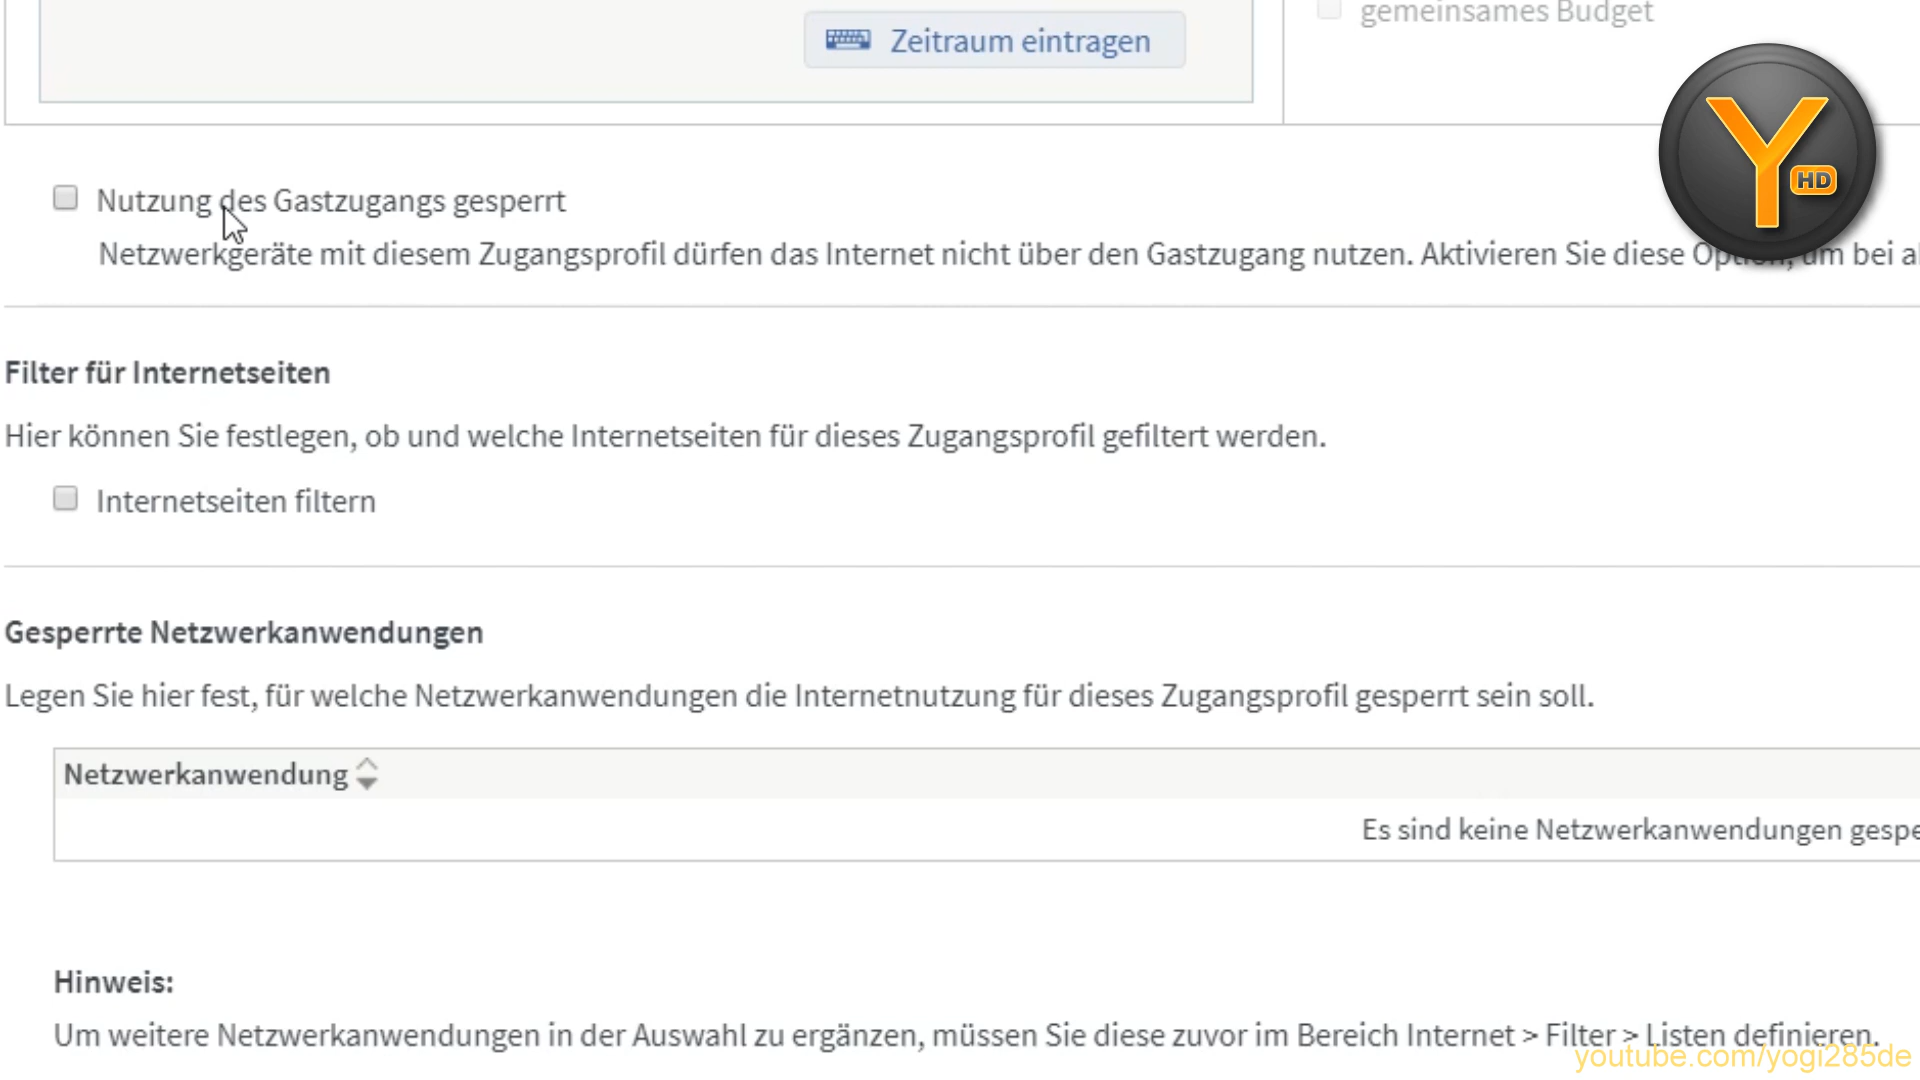 gemeinsames Budget
Zeitraum eintragen
Y HD
Nutzung des Gastzugangs gesperrt
Netzwerkgeräte mit diesem Zugangsprofil dürfen das Internet nicht über den Gastzugang nutzen. Aktivieren Sie diese Option, um bei
Filter für Internetseiten
Hier können Sie festlegen, ob und welche Internetseiten für dieses Zugangsprofil gefiltert werden.
Internetseiten filtern
Gesperrte Netzwerkanwendungen
Legen Sie hier fest, für welche Netzwerkanwendungen die Internetnutzung für dieses Zugangsprofil gesperrt sein soll.
Netzwerkanwendung
Es sind keine Netzwerkanwendungen gespe
Hinweis:
Um weitere Netzwerkanwendungen in der Auswahl zu ergänzen, müssen Sie diese zuvor im Bereich Internet > Filter > Listen definieren.
youtube.com/yogi285de